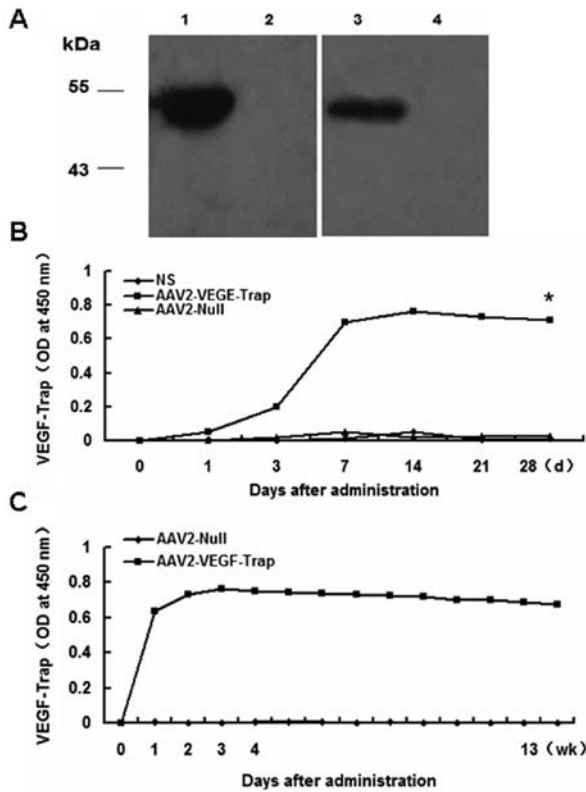 A
1 2 3 4
kDa
55
43
B
NS
AAV2-VEGE-Trap
AAV2-Null
*
VEGF-Trap (OD at 450 nm)
1
0.8
0.6
0.4
0.2
0
0 1 3 7 14 21 28 (d)
Days after administration
C
AAV2-Null
AAV2-VEGF-Trap
VEGF-Trap (OD at 450 nm)
1
0.8
0.6
0.4
0.2
0
0 1 2 3 4 13 (wk)
Days after administration